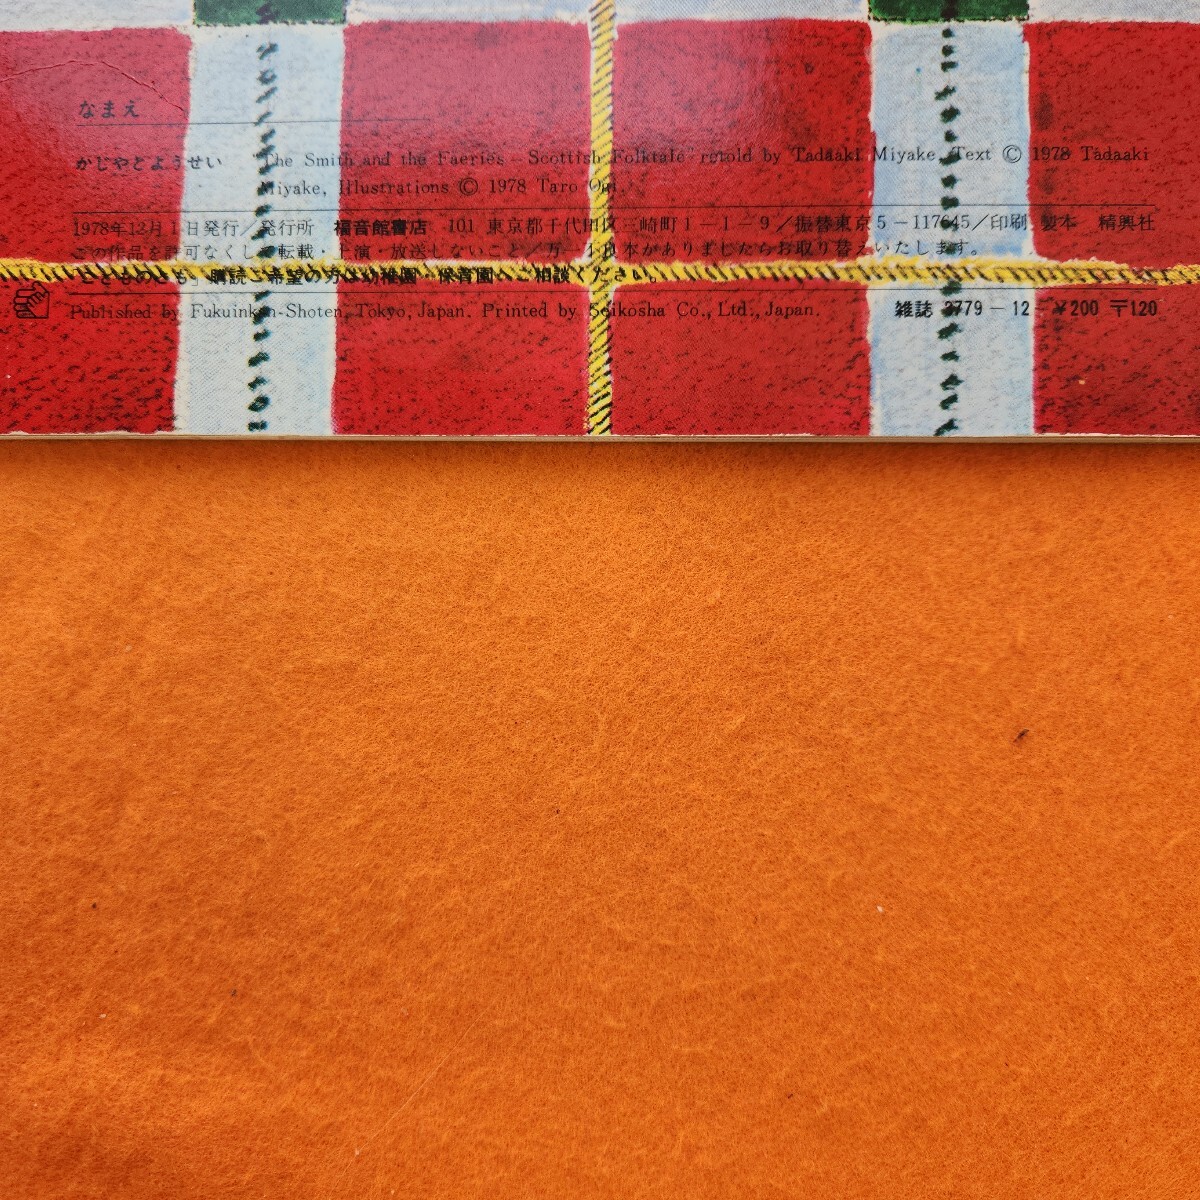 なまえ
かじやとようせい "The Smith and the Faeries – Scottish Folktale" retold by Tadaaki Miyake, Text © 1978 Tadaaki
Miyake, Illustrations © 1978 Taro Ogi.
1978年12月1日発行／発行所 福音館書店 101 東京都千代田区三崎町1－1－9／振替東京5－117645／印刷 製本 精興社
この作品を許可なくして転載・上演・放送しないこと／万一不良本がありましたらお取り替えいたします。
「こどものとも」購読ご希望の方は幼稚園・保育園へご相談ください。
Published by Fukuinkan-Shoten, Tokyo, Japan. Printed by Seikosha Co., Ltd., Japan. 雑誌 3779－12 ￥200 〒120